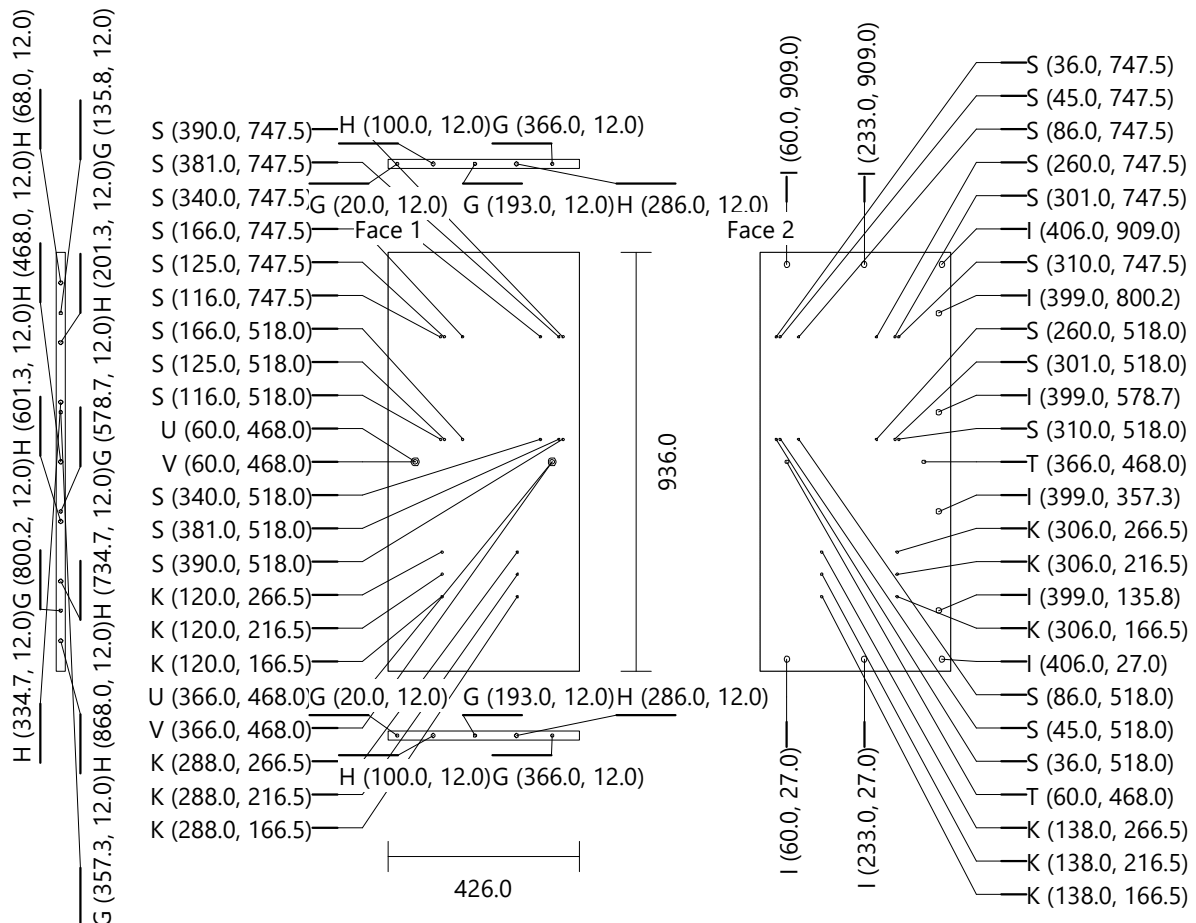 H (68.0, 12.0)
H (468.0, 12.0)
H (601.3, 12.0)
G (800.2, 12.0)
H (334.7, 12.0)
G (135.8, 12.0)
H (201.3, 12.0)
G (578.7, 12.0)
H (734.7, 12.0)
H (868.0, 12.0)
G (357.3, 12.0)
S (390.0, 747.5)
S (381.0, 747.5)
S (340.0, 747.5)
S (166.0, 747.5)
S (125.0, 747.5)
S (116.0, 747.5)
S (166.0, 518.0)
S (125.0, 518.0)
S (116.0, 518.0)
U (60.0, 468.0)
V (60.0, 468.0)
S (340.0, 518.0)
S (381.0, 518.0)
S (390.0, 518.0)
K (120.0, 266.5)
K (120.0, 216.5)
K (120.0, 166.5)
U (366.0, 468.0)
V (366.0, 468.0)
K (288.0, 266.5)
K (288.0, 216.5)
K (288.0, 166.5)
H (100.0, 12.0)
G (366.0, 12.0)
G (20.0, 12.0)
G (193.0, 12.0)
H (286.0, 12.0)
Face 1
936.0
G (20.0, 12.0)
G (193.0, 12.0)
H (286.0, 12.0)
H (100.0, 12.0)
G (366.0, 12.0)
426.0
Face 2
I (60.0, 909.0)
I (233.0, 909.0)
I (60.0, 27.0)
I (233.0, 27.0)
S (36.0, 747.5)
S (45.0, 747.5)
S (86.0, 747.5)
S (260.0, 747.5)
S (301.0, 747.5)
I (406.0, 909.0)
S (310.0, 747.5)
I (399.0, 800.2)
S (260.0, 518.0)
S (301.0, 518.0)
I (399.0, 578.7)
S (310.0, 518.0)
T (366.0, 468.0)
I (399.0, 357.3)
K (306.0, 266.5)
K (306.0, 216.5)
I (399.0, 135.8)
K (306.0, 166.5)
I (406.0, 27.0)
S (86.0, 518.0)
S (45.0, 518.0)
S (36.0, 518.0)
T (60.0, 468.0)
K (138.0, 266.5)
K (138.0, 216.5)
K (138.0, 166.5)